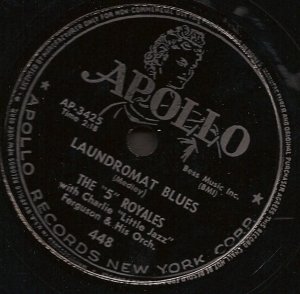 APOLLO
AP-3425
Time 2:18
Bess Music Inc.
(BMI)
LAUNDROMAT BLUES
(Medley)
THE "5" ROYALES
with Charlie "Little Jazz"
Ferguson & His Orch.
448
APOLLO RECORDS NEW YORK CORP.